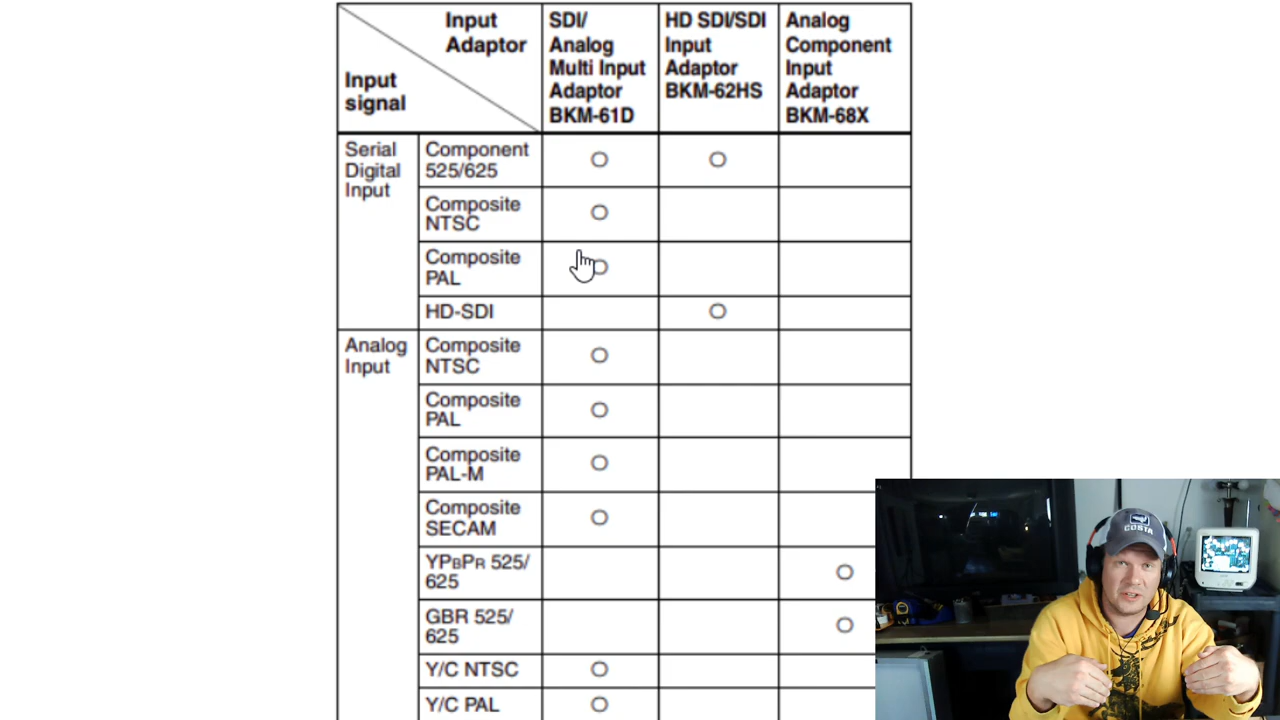 Input
Adaptor
Input
signal
SDI/
Analog
Multi Input
Adaptor
BKM-61D
HD SDI/SDI
Input
Adaptor
BKM-62HS
Analog
Component
Input
Adaptor
BKM-68X
Serial
Digital
Input
Component
525/625
Composite
NTSC
Composite
PAL
HD-SDI
Analog
Input
Composite
NTSC
Composite
PAL
Composite
PAL-M
Composite
SECAM
YPBPR 525/
625
GBR 525/
625
Y/C NTSC
Y/C PAL
COSTA